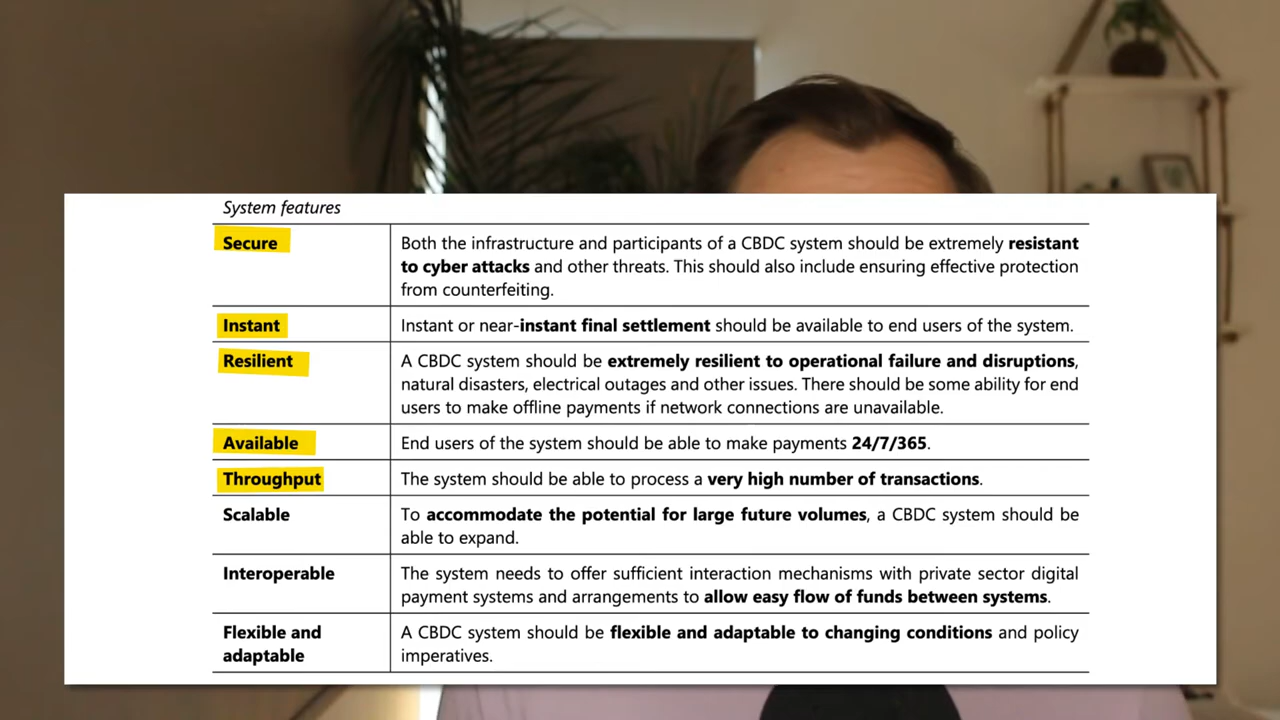 System features
Secure
Both the infrastructure and participants of a CBDC system should be extremely resistant
to cyber attacks and other threats. This should also include ensuring effective protection
from counterfeiting.
Instant
Instant or near-instant final settlement should be available to end users of the system.
Resilient
A CBDC system should be extremely resilient to operational failure and disruptions,
natural disasters, electrical outages and other issues. There should be some ability for end
users to make offline payments if network connections are unavailable.
Available
End users of the system should be able to make payments 24/7/365.
Throughput
The system should be able to process a very high number of transactions.
Scalable
To accommodate the potential for large future volumes, a CBDC system should be
able to expand.
Interoperable
The system needs to offer sufficient interaction mechanisms with private sector digital
payment systems and arrangements to allow easy flow of funds between systems.
Flexible and
adaptable
A CBDC system should be flexible and adaptable to changing conditions and policy
imperatives.